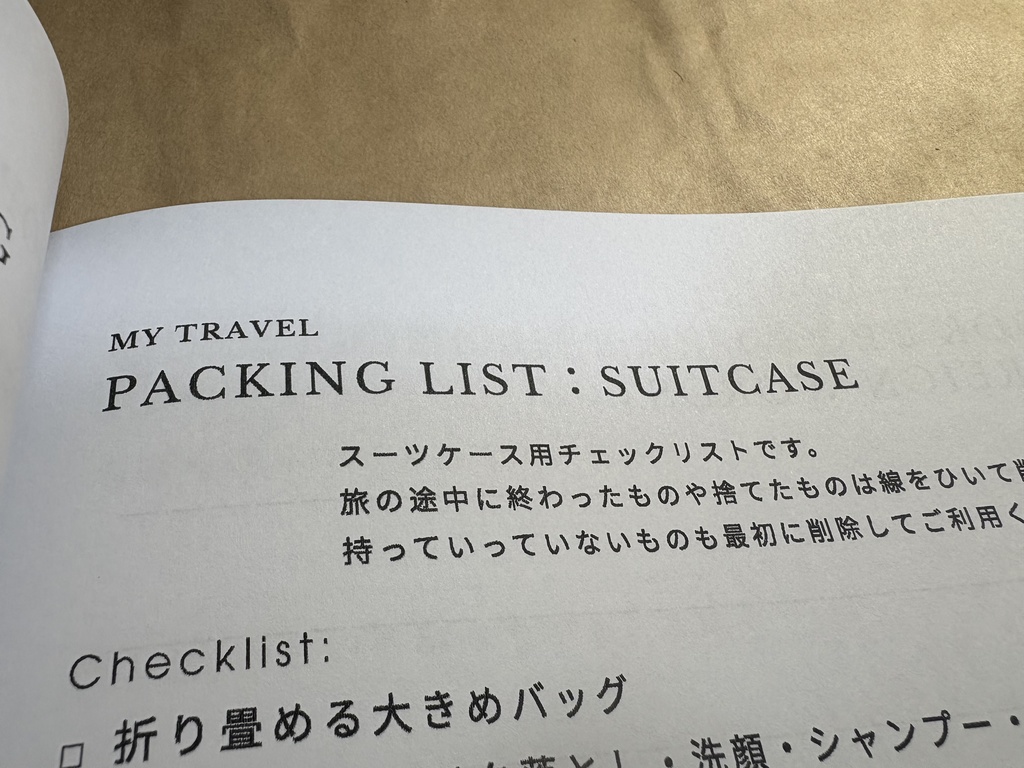 MY TRAVEL
PACKING LIST : SUITCASE
スーツケース用チェックリストです。
旅の途中に終わったものや捨てたものは線をひいて削
持っていっていないものも最初に削除してご利用く
Checklist:
□ 折り畳める大きめバッグ
落とし・洗顔・シャンプー・